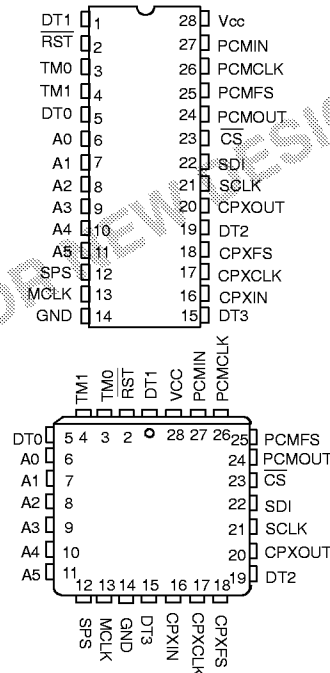 DT1 1 28 Vcc
RST 2 27 PCMIN
TM0 3 26 PCMCLK
TM1 4 25 PCMFS
DT0 5 24 PCMOUT
A0 6 23 CS
A1 7 22 SDI
A2 8 21 SCLK
A3 9 20 CPXOUT
A4 10 19 DT2
A5 11 18 CPXFS
SPS 12 17 CPXCLK
MCLK 13 16 CPXIN
GND 14 15 DT3
OR NEW DESIG
TM1 TM0 RST DT1 VCC PCMIN PCMCLK
DT0 5 4 3 2 28 27 26 25 PCMFS
A0 6 24 PCMOUT
A1 7 23 CS
A2 8 22 SDI
A3 9 21 SCLK
A4 10 20 CPXOUT
A5 11 19 DT2
12 13 14 15 16 17 18
SPS MCLK GND DT3 CPXIN CPXCLK CPXFS